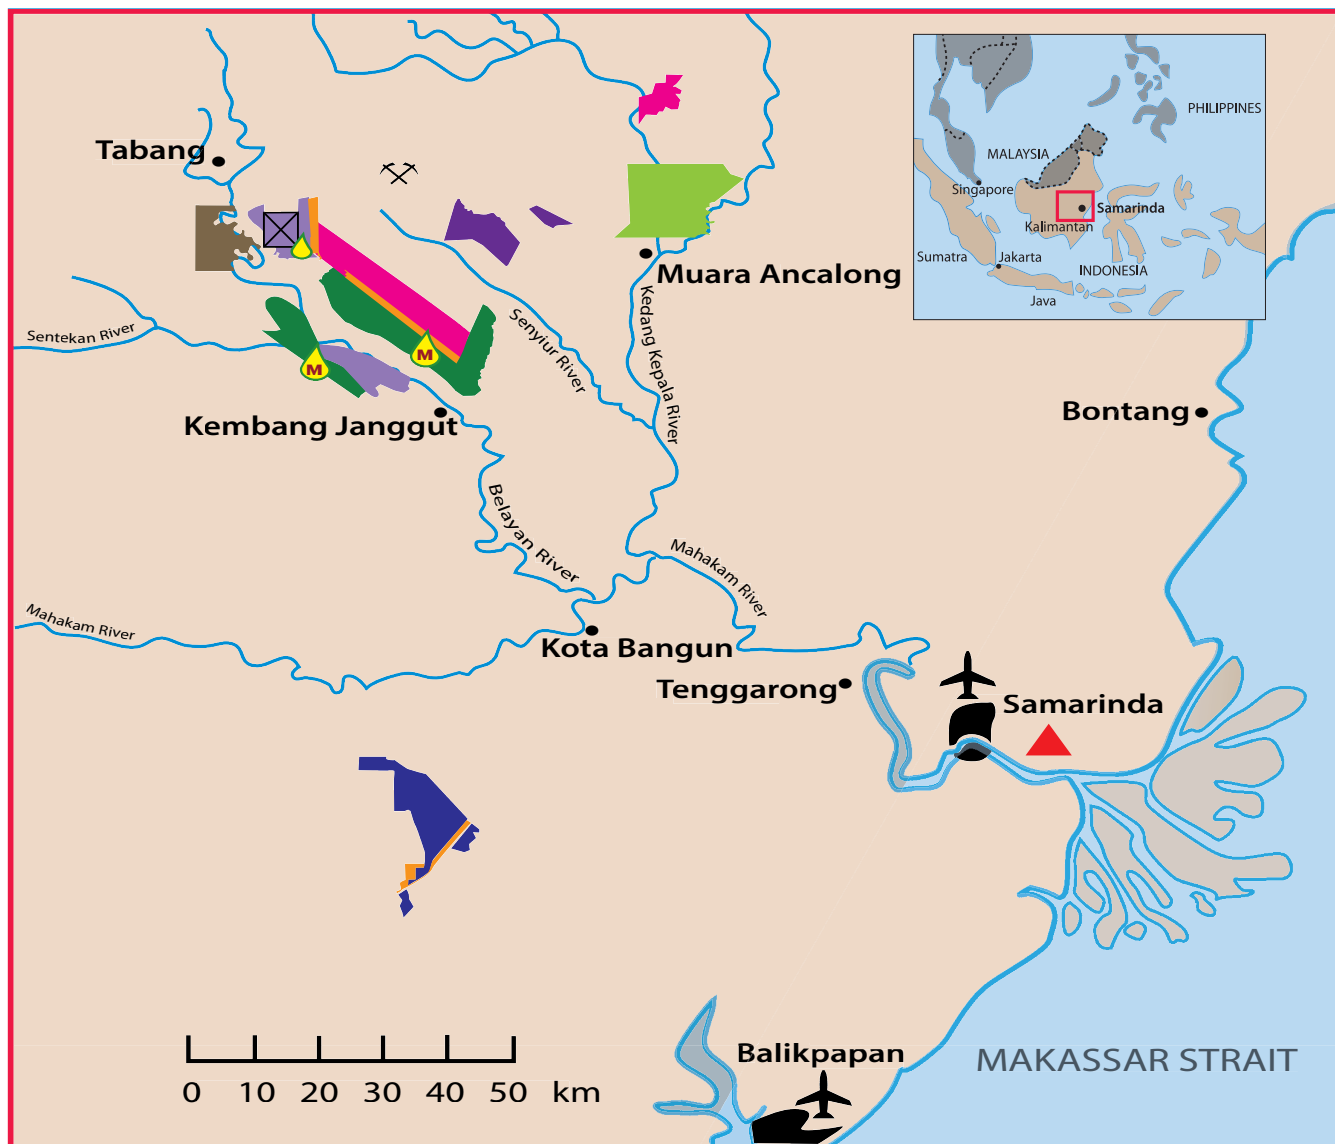 PHILIPPINES
MALAYSIA
Singapore
Samarinda
Kalimantan
Sumatra
Jakarta
INDONESIA
Java
Tabang
Muara Ancalong
Sentekan River
Senyiur River
Kedang Kepala River
M
M
Kembang Janggut
Bontang
Belayan River
Mahakam River
Mahakam River
Kota Bangun
Tenggarong
Samarinda
Balikpapan
MAKASSAR STRAIT
0 10 20 30 40 50 km